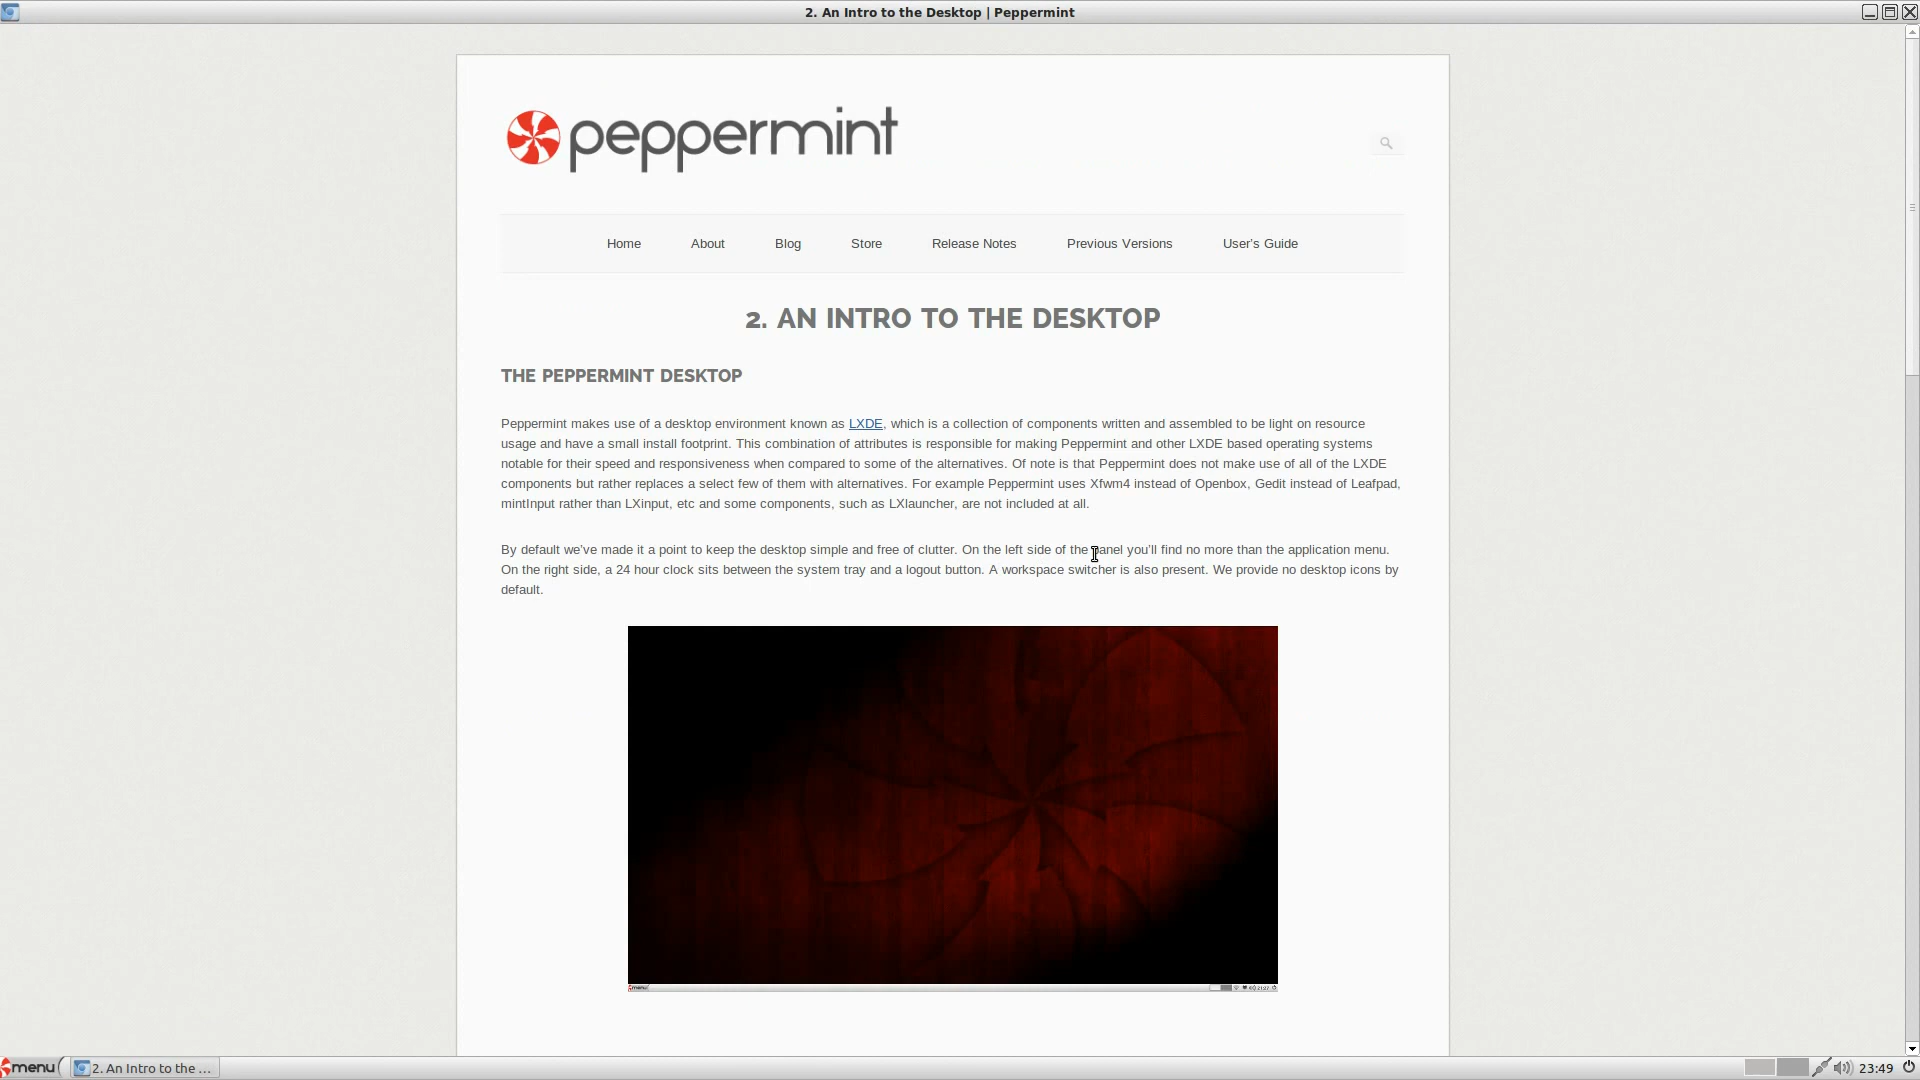 2. An Intro to the Desktop | Peppermint
peppermint
Home About Blog Store Release Notes Previous Versions User's Guide
2. AN INTRO TO THE DESKTOP
THE PEPPERMINT DESKTOP
Peppermint makes use of a desktop environment known as LXDE, which is a collection of components written and assembled to be light on resource
usage and have a small install footprint. This combination of attributes is responsible for making Peppermint and other LXDE based operating systems
notable for their speed and responsiveness when compared to some of the alternatives. Of note is that Peppermint does not make use of all of the LXDE
components but rather replaces a select few of them with alternatives. For example Peppermint uses Xfwm4 instead of Openbox, Gedit instead of Leafpad,
mintInput rather than LXinput, etc and some components, such as LXlauncher, are not included at all.
By default we've made it a point to keep the desktop simple and free of clutter. On the left side of the panel you'll find no more than the application menu.
On the right side, a 24 hour clock sits between the system tray and a logout button. A workspace switcher is also present. We provide no desktop icons by
default.
menu
menu 2. An Intro to the ... 23:49